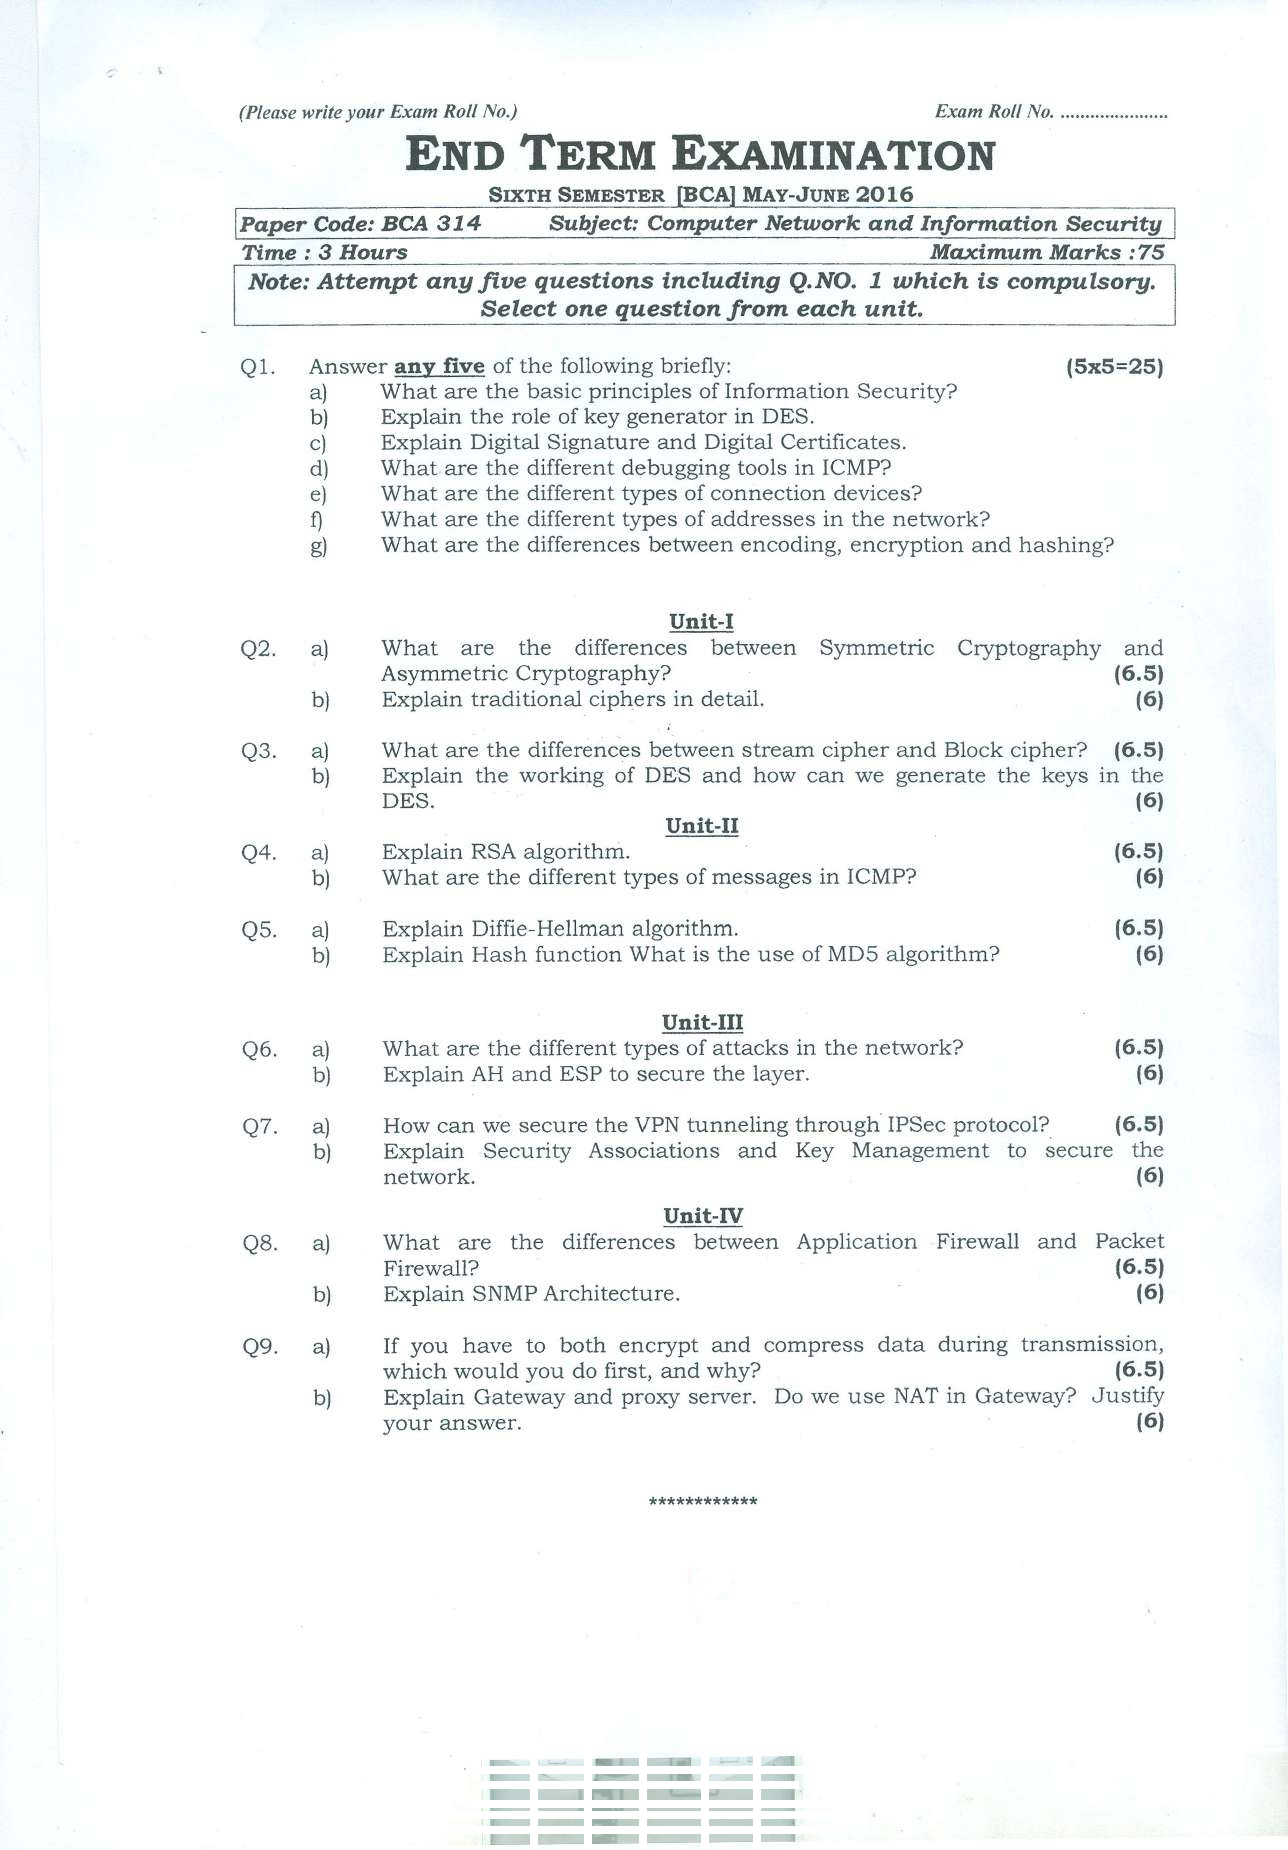 (Please write your Exam Roll No.) Exam Roll No. ......................
END TERM EXAMINATION
SIXTH SEMESTER [BCA] MAY-JUNE 2016
Paper Code: BCA 314 Subject: Computer Network and Information Security
Time : 3 Hours Maximum Marks :75
Note: Attempt any five questions including Q.NO. 1 which is compulsory.
Select one question from each unit.
Q1. Answer any five of the following briefly: (5x5=25)
a) What are the basic principles of Information Security?
b) Explain the role of key generator in DES.
c) Explain Digital Signature and Digital Certificates.
d) What are the different debugging tools in ICMP?
e) What are the different types of connection devices?
f) What are the different types of addresses in the network?
g) What are the differences between encoding, encryption and hashing?
Unit-I
Q2. a) What are the differences between Symmetric Cryptography and
Asymmetric Cryptography? (6.5)
b) Explain traditional ciphers in detail. (6)
Q3. a) What are the differences between stream cipher and Block cipher? (6.5)
b) Explain the working of DES and how can we generate the keys in the
DES. (6)
Unit-II
Q4. a) Explain RSA algorithm. (6.5)
b) What are the different types of messages in ICMP? (6)
Q5. a) Explain Diffie-Hellman algorithm. (6.5)
b) Explain Hash function What is the use of MD5 algorithm? (6)
Unit-III
Q6. a) What are the different types of attacks in the network? (6.5)
b) Explain AH and ESP to secure the layer. (6)
Q7. a) How can we secure the VPN tunneling through IPSec protocol? (6.5)
b) Explain Security Associations and Key Management to secure the
network. (6)
Unit-IV
Q8. a) What are the differences between Application Firewall and Packet
Firewall? (6.5)
b) Explain SNMP Architecture. (6)
Q9. a) If you have to both encrypt and compress data during transmission,
which would you do first, and why? (6.5)
b) Explain Gateway and proxy server. Do we use NAT in Gateway? Justify
your answer. (6)
************